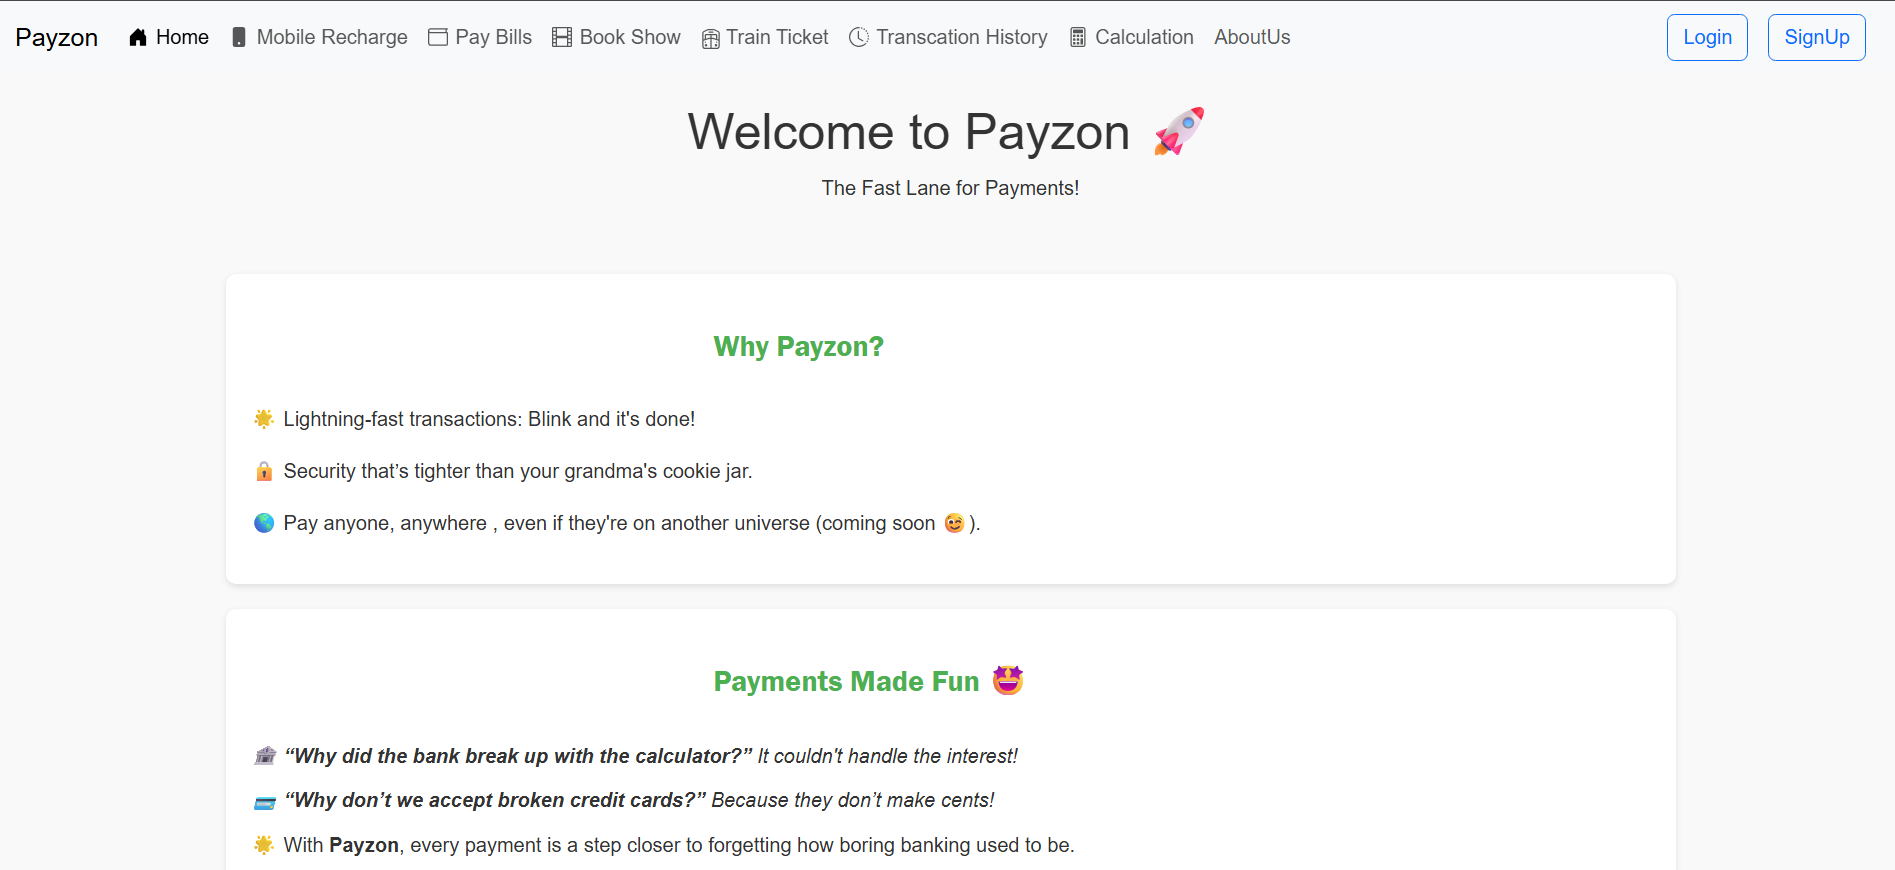 Payzon Home Mobile Recharge Pay Bills Book Show Train Ticket Transcation History Calculation AboutUs Login SignUp
Welcome to Payzon 🚀
The Fast Lane for Payments!
Why Payzon?
🌟 Lightning-fast transactions: Blink and it's done!
🔒 Security that’s tighter than your grandma's cookie jar.
🌎 Pay anyone, anywhere , even if they're on another universe (coming soon 😉).
Payments Made Fun 🤩
🏦 “Why did the bank break up with the calculator?” It couldn't handle the interest!
💳 “Why don’t we accept broken credit cards?” Because they don’t make cents!
🌟 With Payzon, every payment is a step closer to forgetting how boring banking used to be.